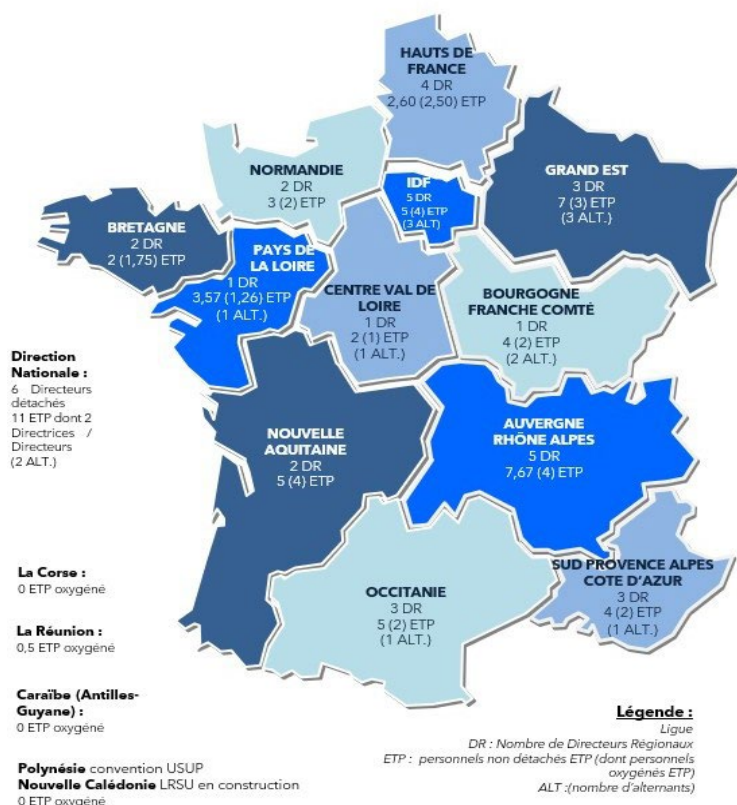 HAUTS DE
FRANCE
4 DR
2,60 (2,50) ETP
NORMANDIE
2 DR
3 (2) ETP
IDF
5 DR
5 (4) ETP
(3 ALT)
GRAND EST
3 DR
7 (3) ETP
(3 ALT.)
BRETAGNE
2 DR
2 (1,75) ETP
PAYS DE
LA LOIRE
1 DR
3,57 (1,26) ETP
(1 ALT.)
CENTRE VAL DE
LOIRE
1 DR
2 (1) ETP
(1 ALT.)
BOURGOGNE
FRANCHE COMTÉ
1 DR
4 (2) ETP
(2 ALT.)
Direction
Nationale :
6 Directeurs
détachés
11 ETP dont 2
Directrices /
Directeurs
(2 ALT.)
NOUVELLE
AQUITAINE
2 DR
5 (4) ETP
AUVERGNE
RHÔNE ALPES
5 DR
7,67 (4) ETP
OCCITANIE
3 DR
5 (2) ETP
(1 ALT.)
SUD PROVENCE ALPES
COTE D'AZUR
3 DR
4 (2) ETP
(1 ALT.)
La Corse :
0 ETP oxygéné
La Réunion :
0,5 ETP oxygéné
Caraïbe (Antilles-
Guyane) :
0 ETP oxygéné
Polynésie convention USUP
Nouvelle Calédonie LRSU en construction
0 ETP oxygéné
Légende :
Ligue
DR : Nombre de Directeurs Régionaux
ETP : personnels non détachés ETP (dont personnels
oxygénés ETP)
ALT :(nombre d'alternants)